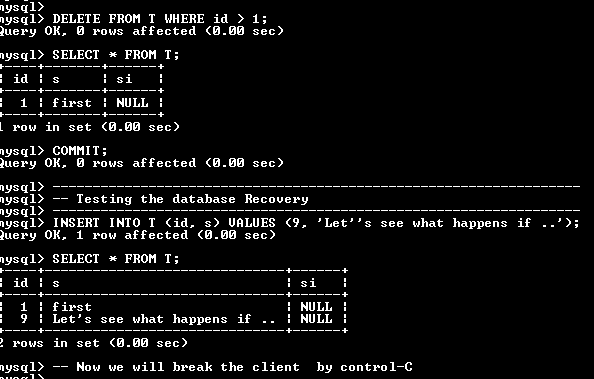 mysql>
mysql> DELETE FROM T WHERE id > 1;
Query OK, 0 rows affected (0.00 sec)
mysql> SELECT * FROM T;
+----+-------+------+
| id | s     | si   |
+----+-------+------+
|  1 | first | NULL |
+----+-------+------+
1 row in set (0.00 sec)
mysql> COMMIT;
Query OK, 0 rows affected (0.00 sec)
mysql> ------------------------------------------------------------------
mysql> -- Testing the database Recovery
mysql> ------------------------------------------------------------------
mysql> INSERT INTO T (id, s) VALUES (9, 'Let''s see what happens if ..');
Query OK, 1 row affected (0.00 sec)
mysql> SELECT * FROM T;
+----+------------------------------+------+
| id | s                            | si   |
+----+------------------------------+------+
|  1 | first                        | NULL |
|  9 | Let's see what happens if .. | NULL |
+----+------------------------------+------+
2 rows in set (0.00 sec)
mysql> -- Now we will break the client  by control-C
mysql>